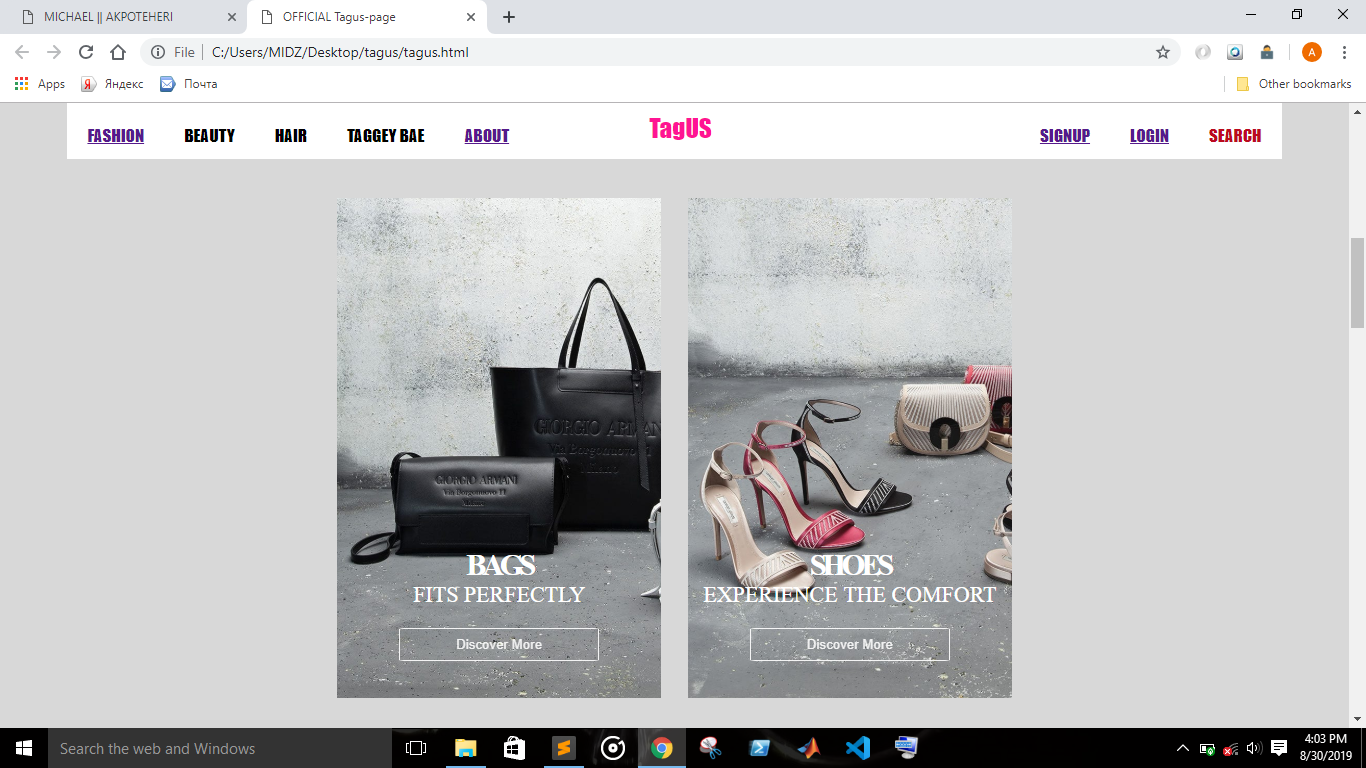 MICHAEL || AKPOTEHERI
OFFICIAL Tagus-page
File C:/Users/MIDZ/Desktop/tagus/tagus.html
A
Apps Яндекс Почта Other bookmarks
FASHION BEAUTY HAIR TAGGEY BAE ABOUT TagUS SIGNUP LOGIN SEARCH
GIORGIO ARMANI
Via Borgonuovo 11
Milano
GIORGIO ARMANI
Via Borgonuovo 11
Milano
BAGS
FITS PERFECTLY
Discover More
SHOES
EXPERIENCE THE COMFORT
Discover More
Search the web and Windows
4:03 PM
8/30/2019